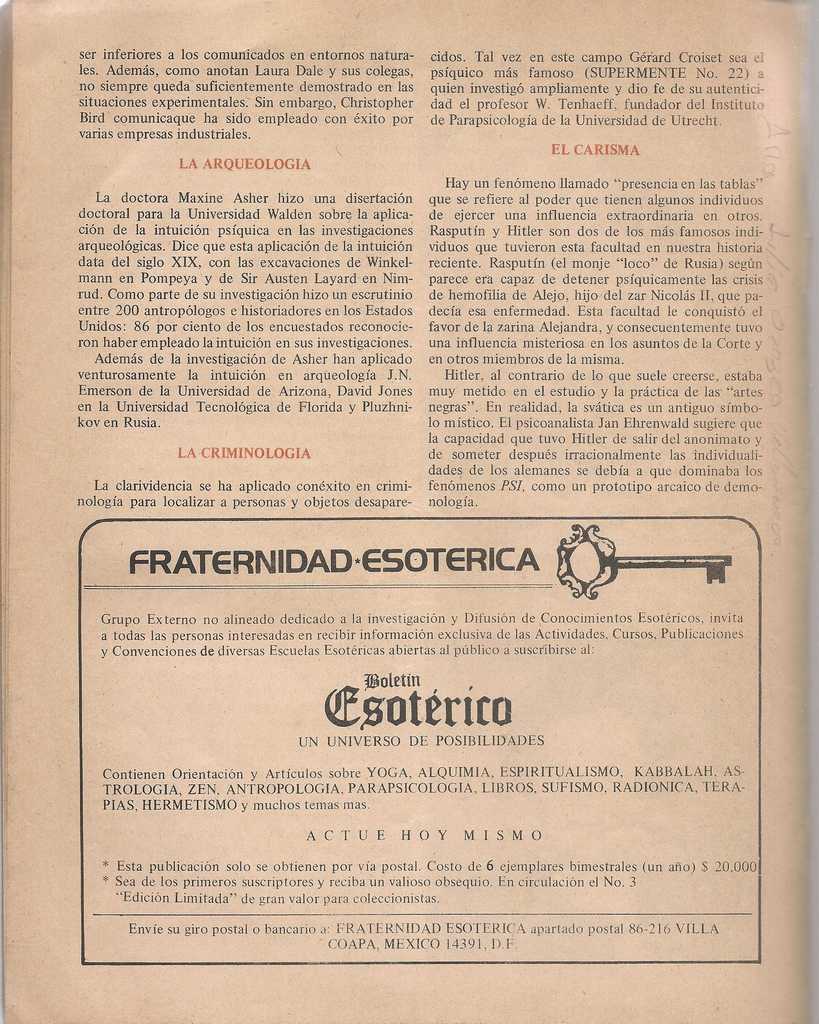 ser inferiores a los comunicados en entornos natura-
les. Además, como anotan Laura Dale y sus colegas,
no siempre queda suficientemente demostrado en las
situaciones experimentales. Sin embargo, Christopher
Bird comunicaque ha sido empleado con éxito por
varias empresas industriales.
LA ARQUEOLOGIA
La doctora Maxine Asher hizo una disertación
doctoral para la Universidad Walden sobre la aplica-
ción de la intuición psíquica en las investigaciones
arqueológicas. Dice que esta aplicación de la intuición
data del siglo XIX, con las excavaciones de Winkel-
mann en Pompeya y de Sir Austen Layard en Nim-
rud. Como parte de su investigación hizo un escrutinio
entre 200 antropólogos e historiadores en los Estados
Unidos: 86 por ciento de los encuestados reconocie-
ron haber empleado la intuición en sus investigaciones.
Además de la investigación de Asher han aplicado
venturosamente la intuición en arqueología J.N.
Emerson de la Universidad de Arizona, David Jones
en la Universidad Tecnológica de Florida y Pluzhni-
kov en Rusia.
LA CRIMINOLOGIA
La clarividencia se ha aplicado conéxito en crimi-
nología para localizar a personas y objetos desapare-
cidos. Tal vez en este campo Gérard Croiset sea el
psíquico más famoso (SUPERMENTE No. 22) a
quien investigó ampliamente y dio fe de su autentici-
dad el profesor W. Tenhaeff, fundador del Instituto
de Parapsicología de la Universidad de Utrecht.
EL CARISMA
Hay un fenómeno llamado “presencia en las tablas”
que se refiere al poder que tienen algunos individuos
de ejercer una influencia extraordinaria en otros.
Rasputín y Hitler son dos de los más famosos indi-
viduos que tuvieron esta facultad en nuestra historia
reciente. Rasputín (el monje “loco” de Rusia) según
parece era capaz de detener psíquicamente las crisis
de hemofilia de Alejo, hijo del zar Nicolás II, que pa-
decía esa enfermedad. Esta facultad le conquistó el
favor de la zarina Alejandra, y consecuentemente tuvo
una influencia misteriosa en los asuntos de la Corte y
en otros miembros de la misma.
Hitler, al contrario de lo que suele creerse, estaba
muy metido en el estudio y la práctica de las “artes
negras”. En realidad, la svática es un antiguo símbo-
lo místico. El psicoanalista Jan Ehrenwald sugiere que
la capacidad que tuvo Hitler de salir del anonimato y
de someter después irracionalmente las individuali-
dades de los alemanes se debía a que dominaba los
fenómenos PSI, como un prototipo arcaico de demo-
nología.
FRATERNIDAD*ESOTERICA
Grupo Externo no alineado dedicado a la investigación y Difusión de Conocimientos Esotéricos, invita
a todas las personas interesadas en recibir información exclusiva de las Actividades, Cursos, Publicaciones
y Convenciones de diversas Escuelas Esotéricas abiertas al público a suscribirse al:
Boletin
Esotérico
UN UNIVERSO DE POSIBILIDADES
Contienen Orientación y Artículos sobre YOGA, ALQUIMIA, ESPIRITUALISMO, KABBALAH, AS-
TROLOGIA, ZEN, ANTROPOLOGIA, PARAPSICOLOGIA, LIBROS, SUFISMO, RADIONICA, TERA-
PIAS, HERMETISMO y muchos temas mas.
ACTUE HOY MISMO
* Esta publicación solo se obtienen por vía postal. Costo de 6 ejemplares bimestrales (un año) $ 20,000
* Sea de los primeros suscriptores y reciba un valioso obsequio. En circulación el No. 3
“Edición Limitada” de gran valor para coleccionistas.
Envíe su giro postal o bancario a: FRATERNIDAD ESOTERICA apartado postal 86-216 VILLA
COAPA, MEXICO 14391, D.F.